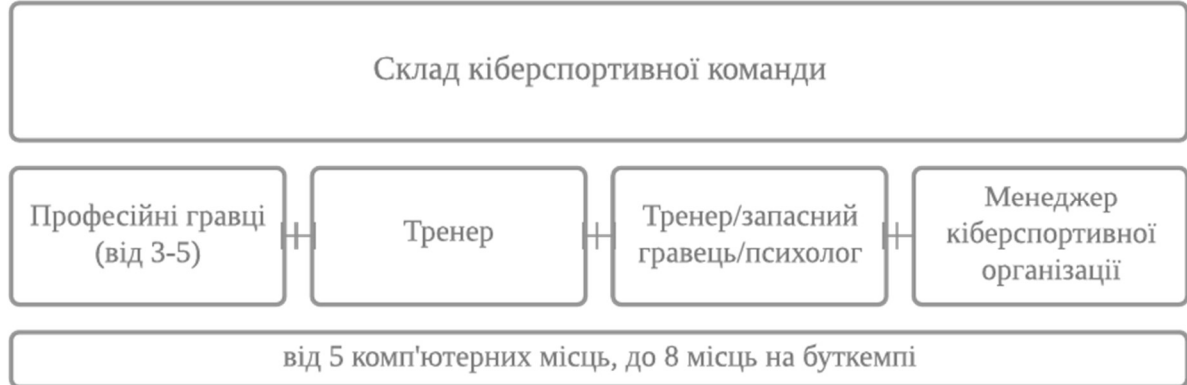 Склад кіберспортивної команди
Професійні гравці
(від 3-5)
Тренер
Тренер/запасний
гравець/психолог
Менеджер
кіберспортивної
організації
від 5 комп'ютерних місць, до 8 місць на буткемпі